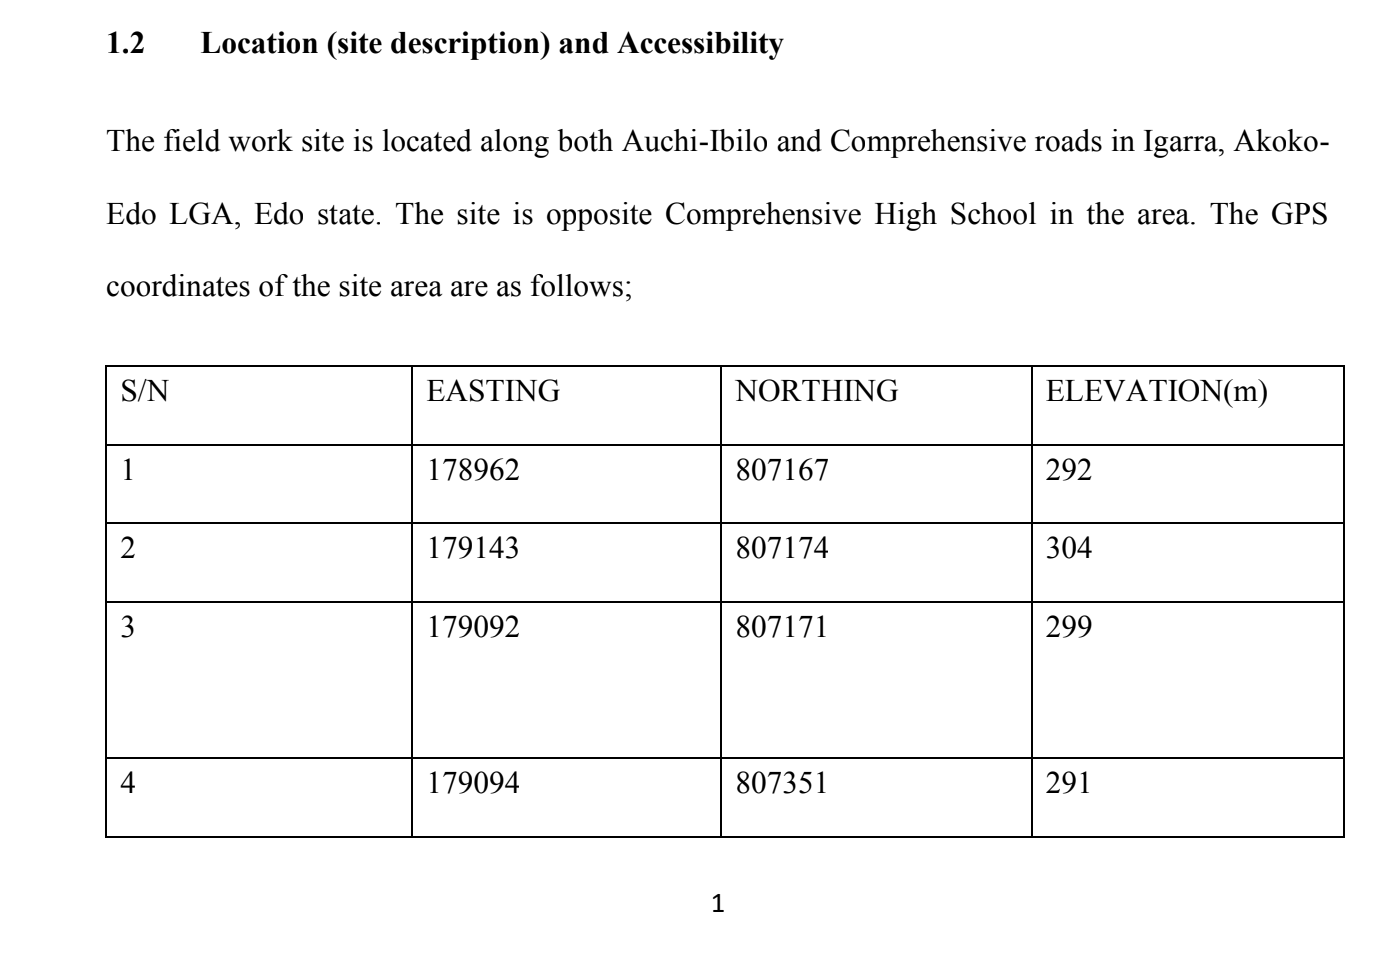 1.2 Location (site description) and Accessibility
The field work site is located along both Auchi-Ibilo and Comprehensive roads in Igarra, Akoko-
Edo LGA, Edo state. The site is opposite Comprehensive High School in the area. The GPS
coordinates of the site area are as follows;
S/N EASTING NORTHING ELEVATION(m)
1 178962 807167 292
2 179143 807174 304
3 179092 807171 299
4 179094 807351 291
1